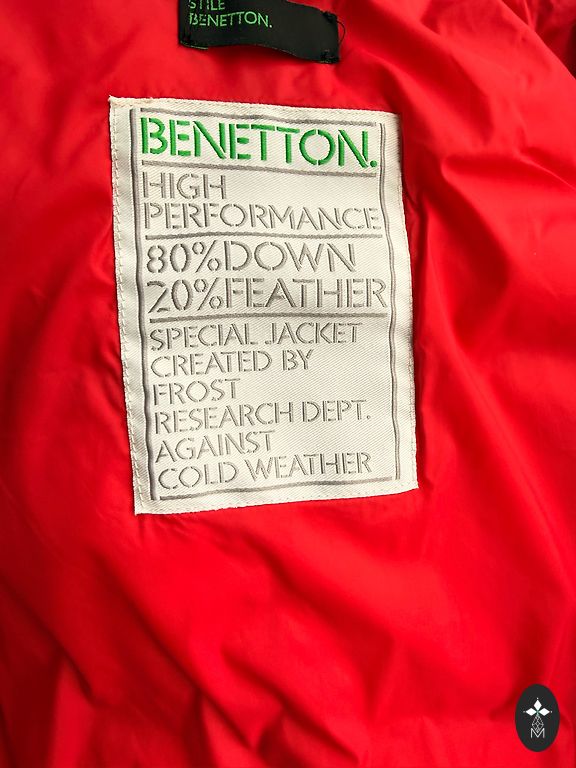 STILE
BENETTON.
BENETTON.
HIGH
PERFORMANCE
80%DOWN
20%FEATHER
SPECIAL JACKET
CREATED BY
FROST
RESEARCH DEPT.
AGAINST
COLD WEATHER
M